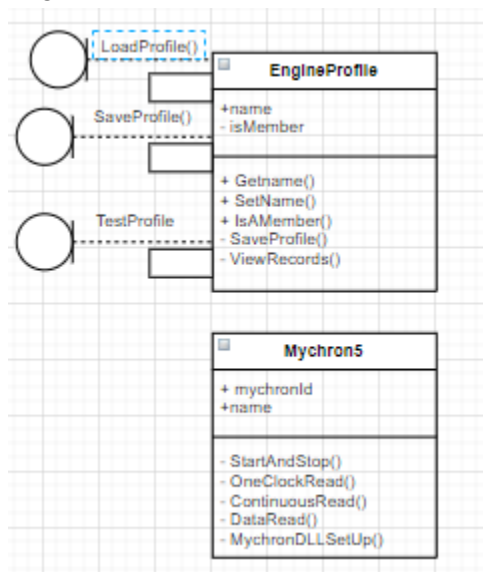 LoadProfile()
SaveProfile()
TestProfile
EngineProfile
+name
- isMember
+ Getname()
+ SetName()
+ IsAMember()
- SaveProfile()
- ViewRecords()
Mychron5
+ mychronId
+name
- StartAndStop()
- OneClockRead()
- ContinuousRead()
- DataRead()
- MychronDLLSetUp()